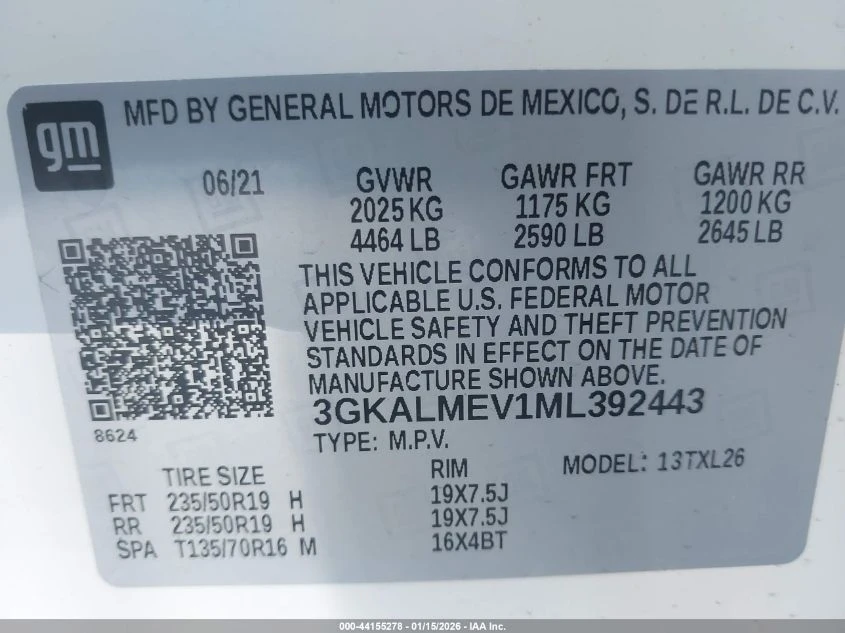 gm
MFD BY GENERAL MOTORS DE MEXICO, S. DE R.L. DE C.V.
06/21 GVWR GAWR FRT GAWR RR
2025 KG 1175 KG 1200 KG
4464 LB 2590 LB 2645 LB
THIS VEHICLE CONFORMS TO ALL
APPLICABLE U.S. FEDERAL MOTOR
VEHICLE SAFETY AND THEFT PREVENTION
STANDARDS IN EFFECT ON THE DATE OF
MANUFACTURE SHOWN ABOVE.
3GKALMEV1ML392443
8624
TYPE: M.P.V. MODEL: 13TXL26
TIRE SIZE RIM
FRT 235/50R19 H 19X7.5J
RR 235/50R19 H 19X7.5J
SPA T135/70R16 M 16X4BT
000-44155278 - 01/15/2026 - IAA Inc.